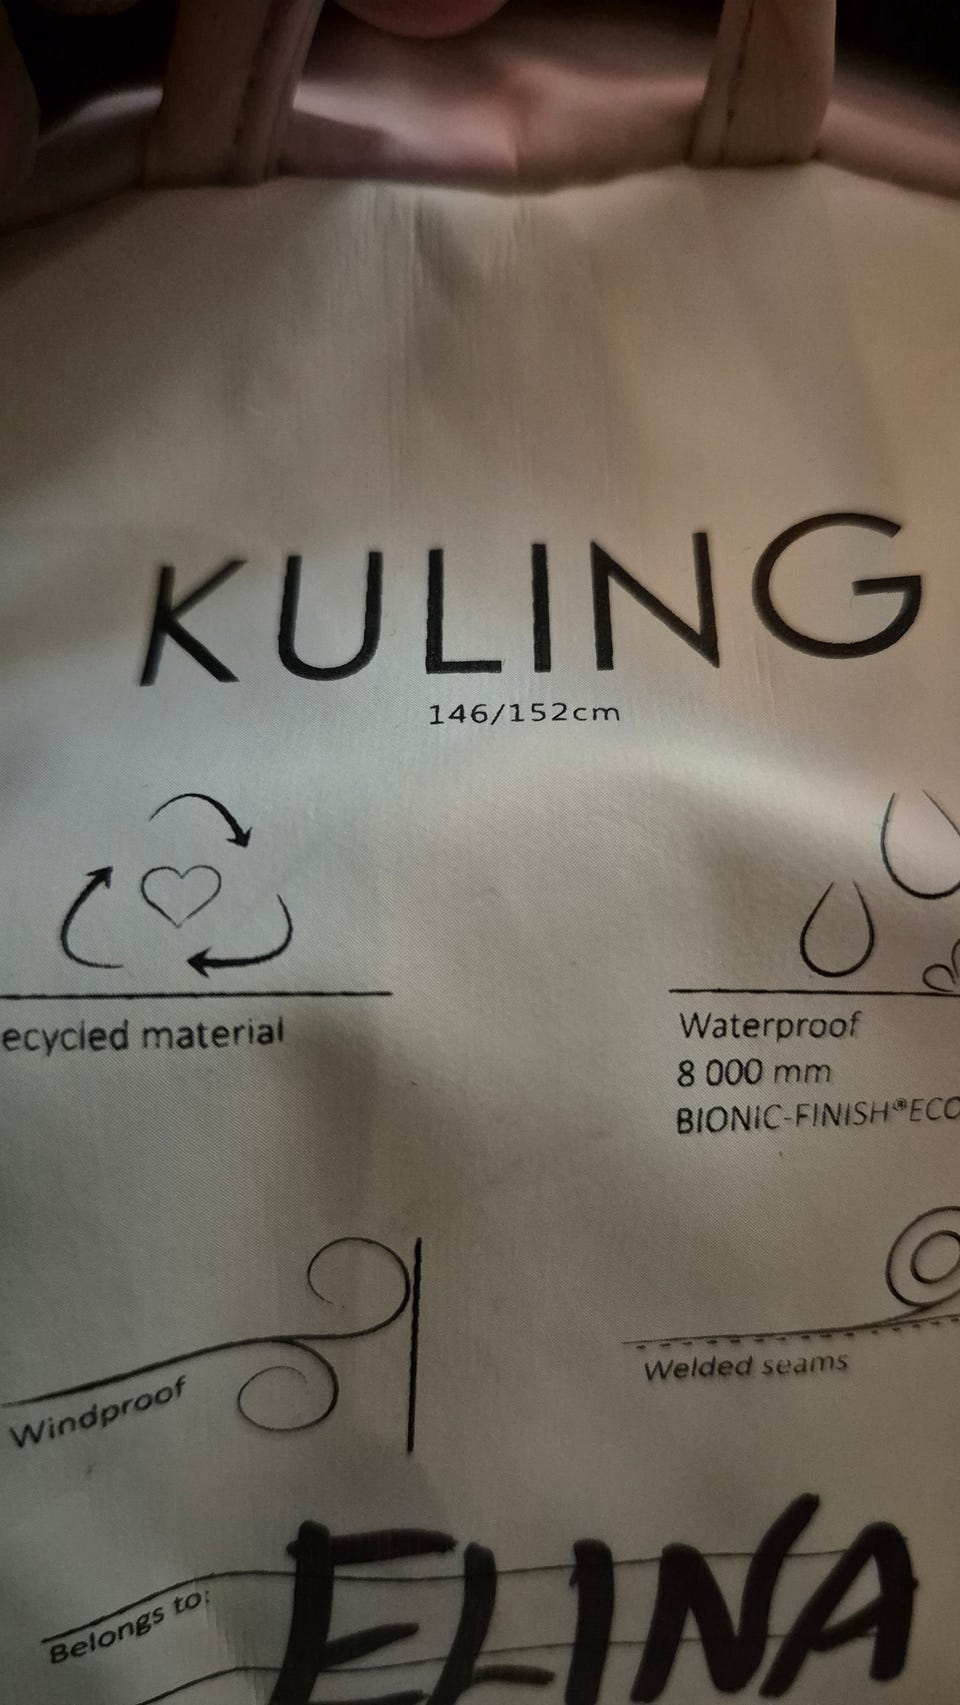 KULING
146/152cm
ecycled material
Waterproof
8 000 mm
BIONIC-FINISH®ECO
Windproof
Welded seams
Belongs to: ELINA